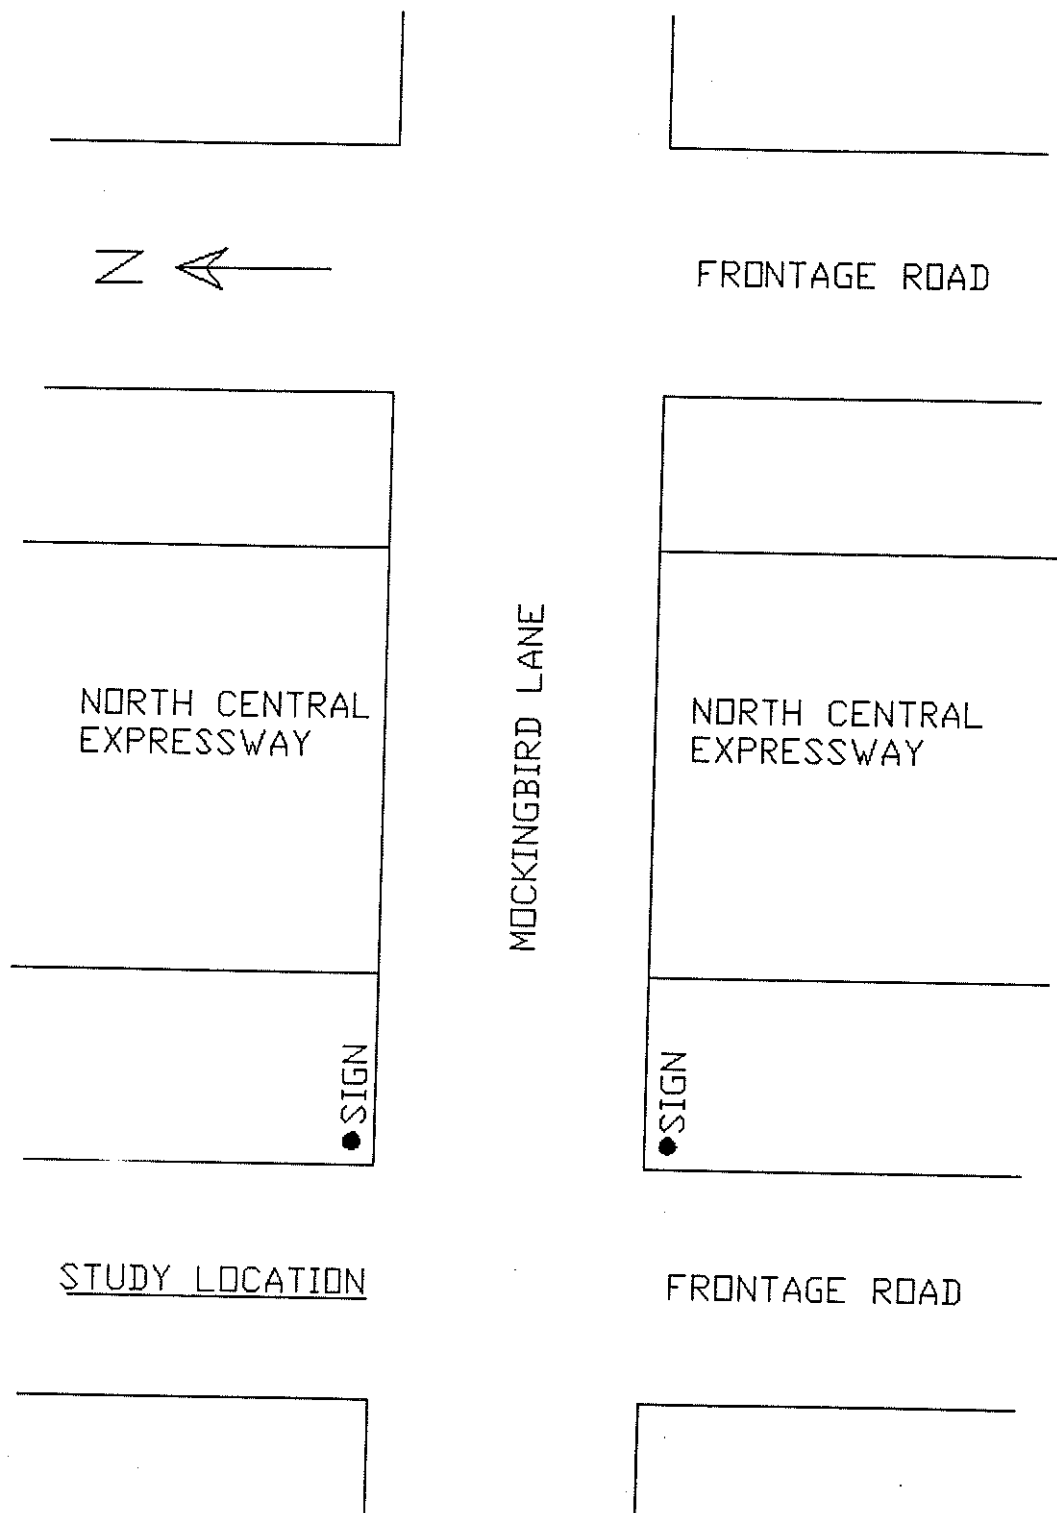 N
FRONTAGE ROAD
NORTH CENTRAL
EXPRESSWAY
MOCKINGBIRD LANE
NORTH CENTRAL
EXPRESSWAY
SIGN
SIGN
STUDY LOCATION
FRONTAGE ROAD